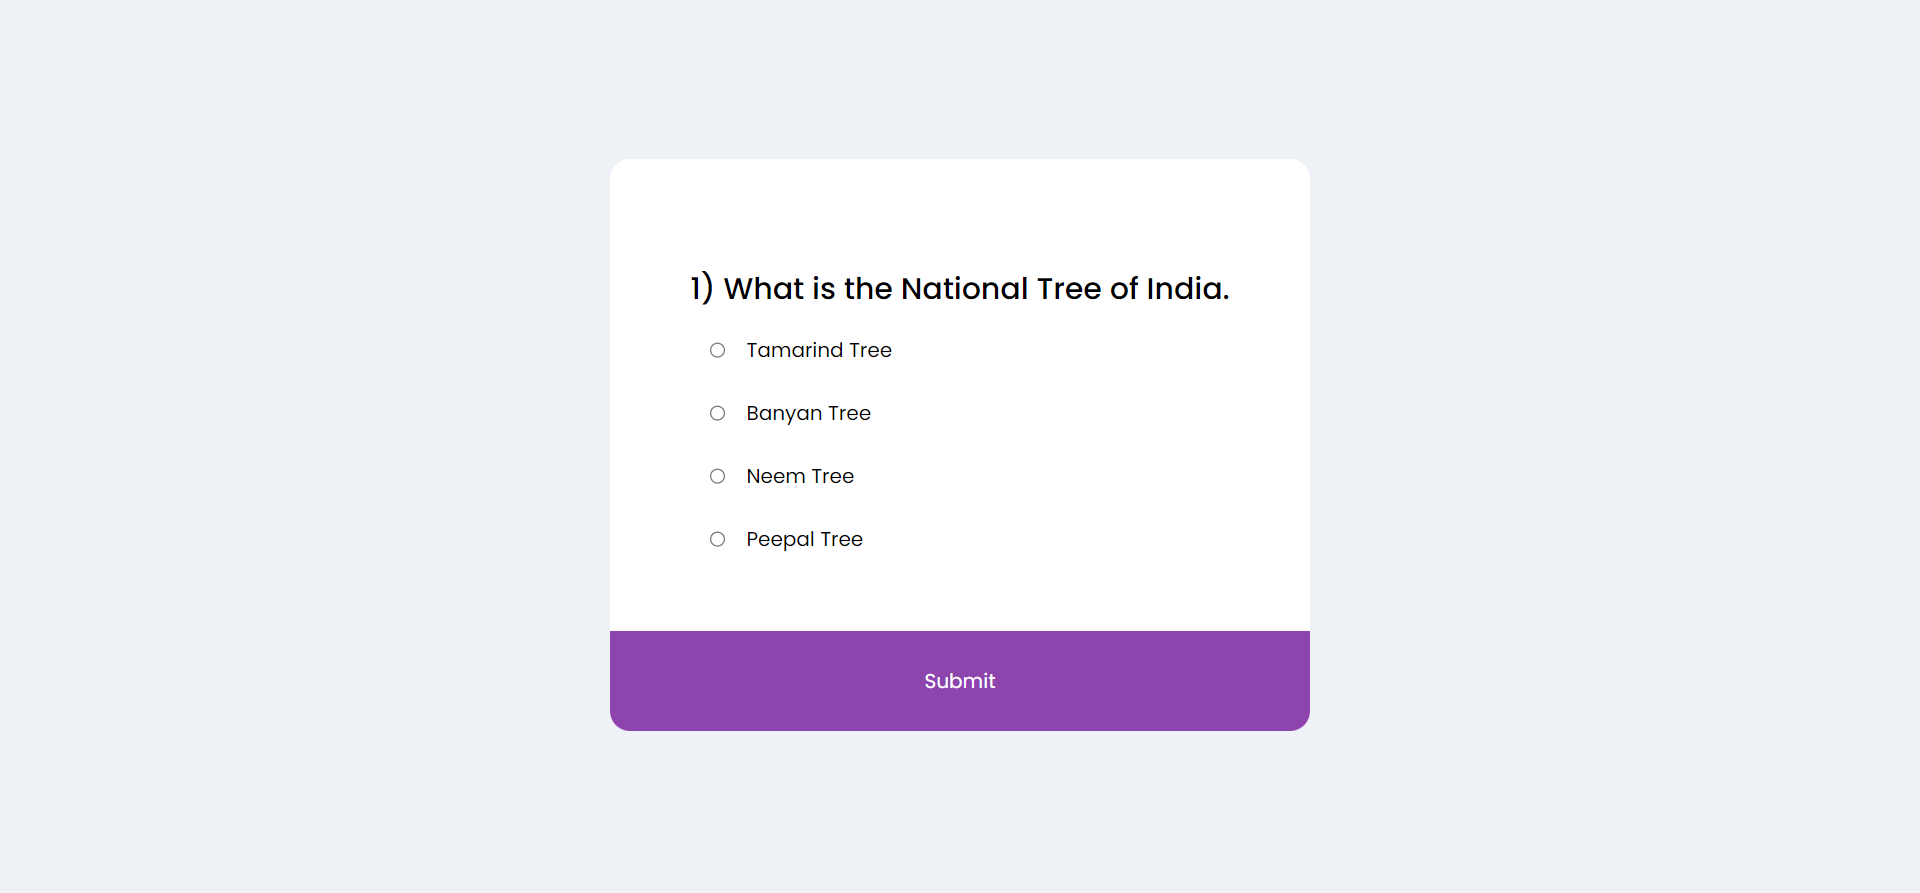 1) What is the National Tree of India.
Tamarind Tree
Banyan Tree
Neem Tree
Peepal Tree
Submit